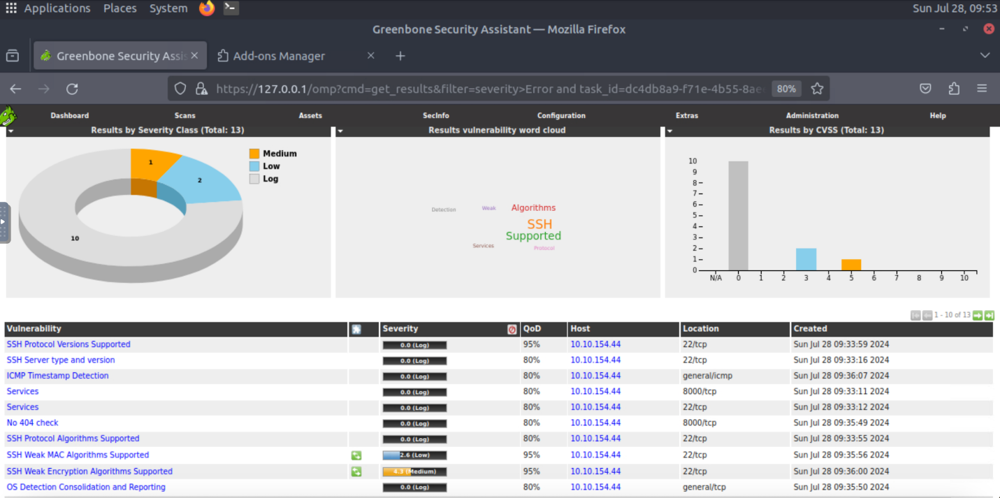 Applications Places System Sun Jul 28, 09:53
Greenbone Security Assistant — Mozilla Firefox
Greenbone Security Assis Add-ons Manager
https://127.0.0.1/omp?cmd=get_results&filter=severity>Error and task_id=dc4db8a9-f71e-4b55-8aee 80%
Dashboard Scans Assets SecInfo Configuration Extras Administration Help
Results by Severity Class (Total: 13) Results vulnerability word cloud Results by CVSS (Total: 13)
1
2
10
Medium
Low
Log
Detection Weak Algorithms
SSH
Supported
Services Protocol
10
9
8
7
6
5
4
3
2
1
0
N/A 0 1 2 3 4 5 6 7 8 9 10
1 - 10 of 13
Vulnerability Severity QoD Host Location Created
SSH Protocol Versions Supported 0.0 (Log) 95% 10.10.154.44 22/tcp Sun Jul 28 09:33:59 2024
SSH Server type and version 0.0 (Log) 80% 10.10.154.44 22/tcp Sun Jul 28 09:33:16 2024
ICMP Timestamp Detection 0.0 (Log) 80% 10.10.154.44 general/icmp Sun Jul 28 09:36:07 2024
Services 0.0 (Log) 80% 10.10.154.44 8000/tcp Sun Jul 28 09:33:11 2024
Services 0.0 (Log) 80% 10.10.154.44 22/tcp Sun Jul 28 09:33:12 2024
No 404 check 0.0 (Log) 80% 10.10.154.44 8000/tcp Sun Jul 28 09:35:49 2024
SSH Protocol Algorithms Supported 0.0 (Log) 80% 10.10.154.44 22/tcp Sun Jul 28 09:33:55 2024
SSH Weak MAC Algorithms Supported 2.6 (Low) 95% 10.10.154.44 22/tcp Sun Jul 28 09:35:56 2024
SSH Weak Encryption Algorithms Supported 4.3 (Medium) 95% 10.10.154.44 22/tcp Sun Jul 28 09:36:00 2024
OS Detection Consolidation and Reporting 0.0 (Log) 80% 10.10.154.44 general/tcp Sun Jul 28 09:35:50 2024